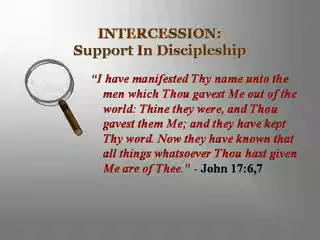 INTERCESSION:
Support In Discipleship
“I have manifested Thy name unto the
men which Thou gavest Me out of the
world: Thine they were, and Thou
gavest them Me; and they have kept
Thy word. Now they have known that
all things whatsoever Thou hast given
Me are of Thee.” - John 17:6,7